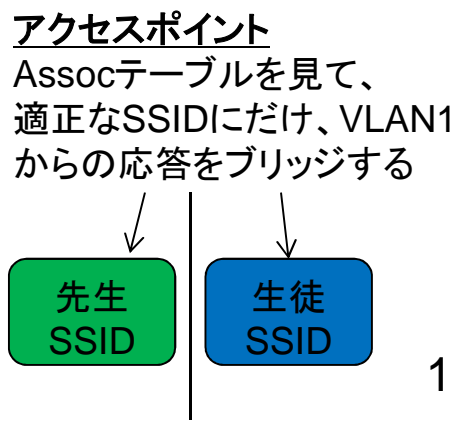 アクセスポイント
Assocテーブルを見て、
適正なSSIDにだけ、VLAN1
からの応答をブリッジする
先生
SSID
生徒
SSID
1